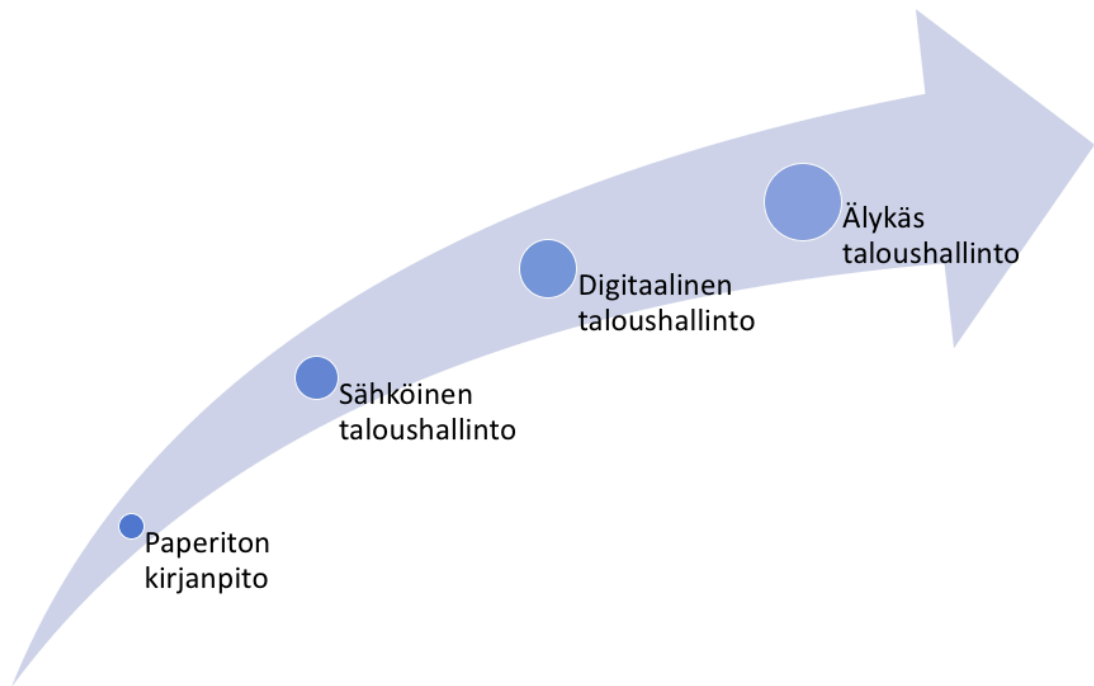 Älykäs
taloushallinto
Digitaalinen
taloushallinto
Sähköinen
taloushallinto
Paperiton
kirjanpito